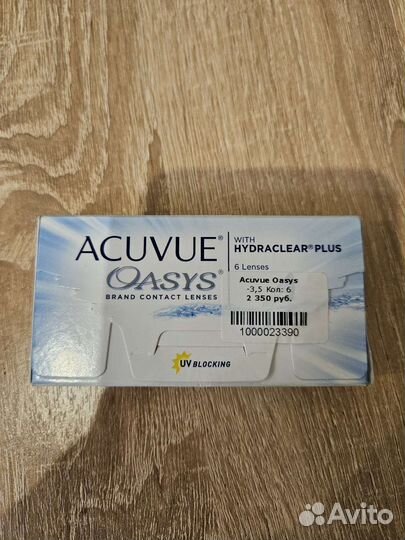 ACUVUE®
OASYS®
BRAND CONTACT LENSES
WITH
HYDRACLEAR® PLUS
6 Lenses
Acuvue Oasys
-3,5 Кол: 6
2 350 руб.
1000023390
UV BLOCKING
Avito